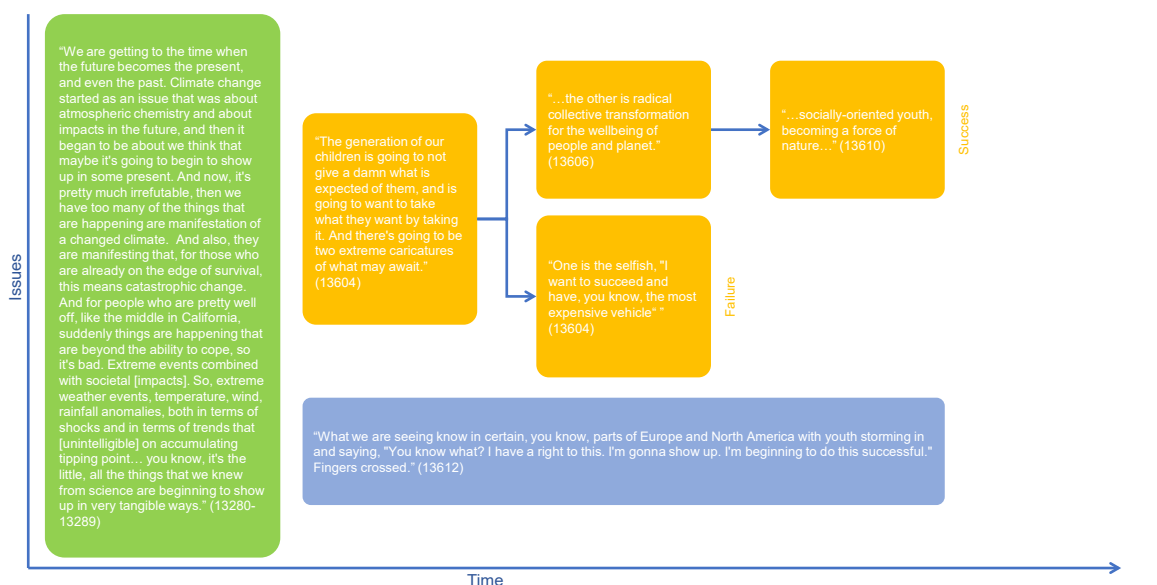 “We are getting to the time when
the future becomes the present,
and even the past. Climate change
started as an issue that was about
atmospheric chemistry and about
impacts in the future, and then it
began to be about we think that
maybe it's going to begin to show
up in some present. And now, it's
pretty much irrefutable, then we
have too many of the things that
are happening are manifestation of
a changed climate.  And also, they
are manifesting that, for those who
are already on the edge of survival,
this means catastrophic change.
And for people who are pretty well
off, like the middle in California,
suddenly things are happening that
are beyond the ability to cope, so
it's bad. Extreme events combined
with societal [impacts]. So, extreme
weather events, temperature, wind,
rainfall anomalies, both in terms of
shocks and in terms of trends that
[unintelligible] on accumulating
tipping point… you know, it's the
little, all the things that we knew
from science are beginning to show
up in very tangible ways.” (13280-
13289)
“The generation of our
children is going to not
give a damn what is
expected of them, and is
going to want to take
what they want by taking
it. And there's going to be
two extreme caricatures
of what may await.”
(13604)
“…the other is radical
collective transformation
for the wellbeing of
people and planet.”
(13606)
“…socially-oriented youth,
becoming a force of
nature…” (13610)
Success
“One is the selfish, "I
want to succeed and
have, you know, the most
expensive vehicle“ ”
(13604)
Failure
“What we are seeing know in certain, you know, parts of Europe and North America with youth storming in
and saying, "You know what? I have a right to this. I'm gonna show up. I'm beginning to do this successful."
Fingers crossed.” (13612)
Issues
Time